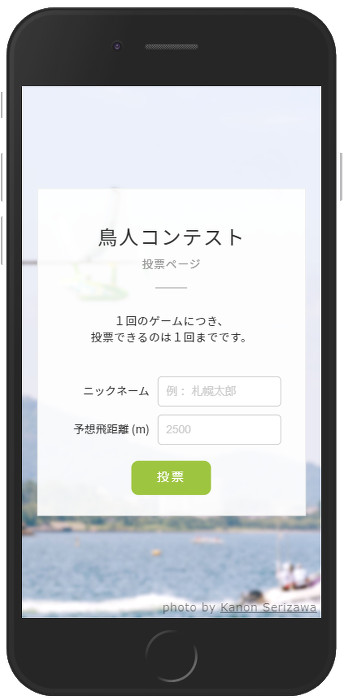 鳥人コンテスト
投票ページ
１回のゲームにつき、
投票できるのは１回までです。
ニックネーム 例： 札幌太郎
予想飛距離 (m) 2500
投票
photo by Kanon Serizawa